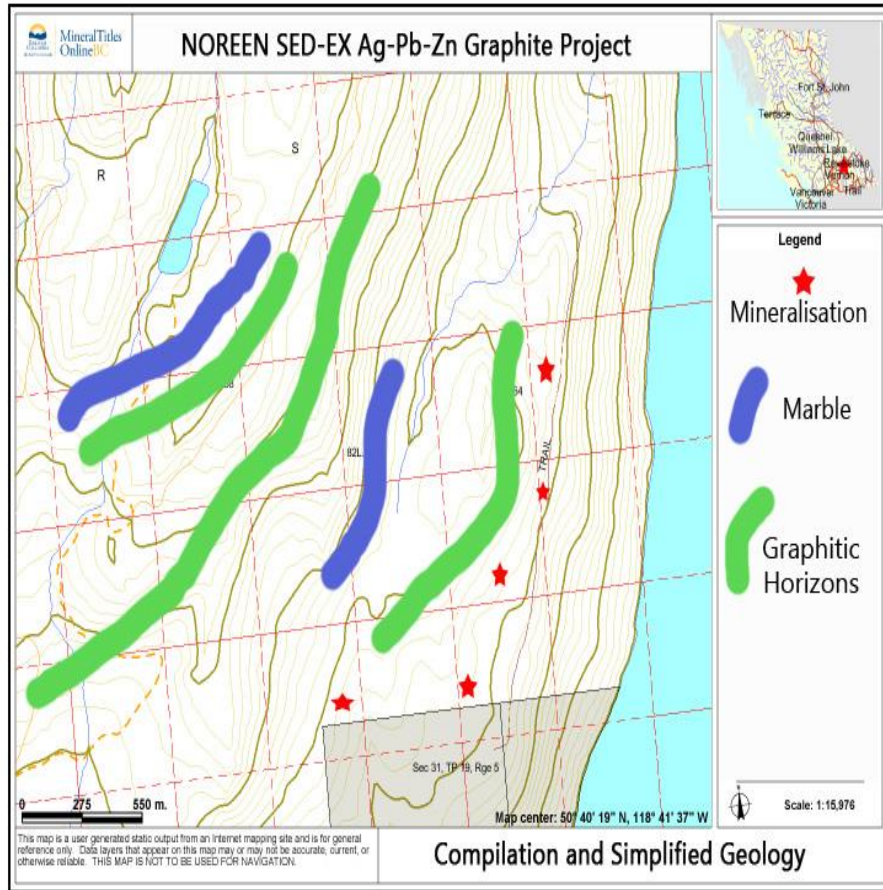 MineralTitles
OnlineBC
NOREEN SED-EX Ag-Pb-Zn Graphite Project
Fort St. John
Terrace
Quesnel
Williams Lake
Revelstoke
Vernon
Vancouver
Trail
Victoria
R
S
82L
TRAIL
Sec 31, TP 19, Rge 5
Legend
Mineralisation
Marble
Graphitic
Horizons
0 275 550 m.
Map center: 50° 40' 19" N, 118° 41' 37" W
Scale: 1:15,976
This map is a user generated static output from an Internet mapping site and is for general
reference only. Data layers that appear on this map may or may not be accurate, current, or
otherwise reliable. THIS MAP IS NOT TO BE USED FOR NAVIGATION.
Compilation and Simplified Geology